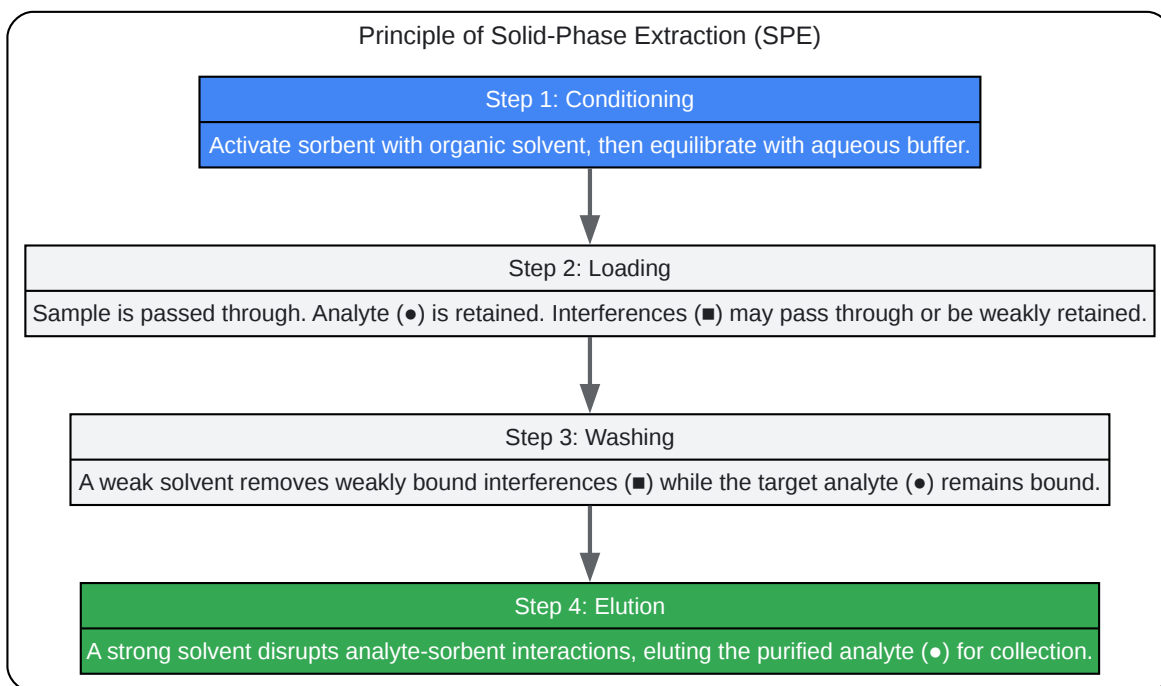 Principle of Solid-Phase Extraction (SPE)
Step 1: Conditioning
Activate sorbent with organic solvent, then equilibrate with aqueous buffer.
Step 2: Loading
Sample is passed through. Analyte (●) is retained. Interferences (■) may pass through or be weakly retained.
Step 3: Washing
A weak solvent removes weakly bound interferences (■) while the target analyte (●) remains bound.
Step 4: Elution
A strong solvent disrupts analyte-sorbent interactions, eluting the purified analyte (●) for collection.